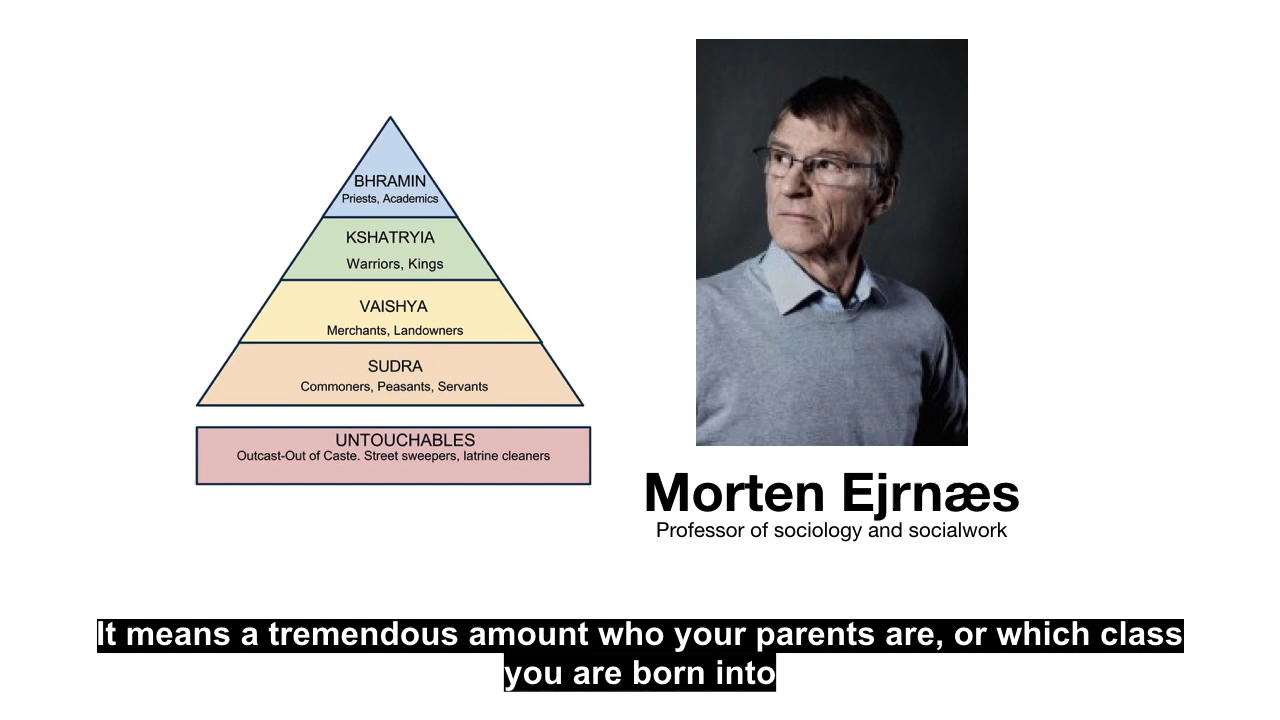 BHRAMIN
Priests, Academics
KSHATRYIA
Warriors, Kings
VAISHYA
Merchants, Landowners
SUDRA
Commoners, Peasants, Servants
UNTOUCHABLES
Outcast-Out of Caste. Street sweepers, latrine cleaners
Morten Ejrnæs
Professor of sociology and socialwork
It means a tremendous amount who your parents are, or which class
you are born into